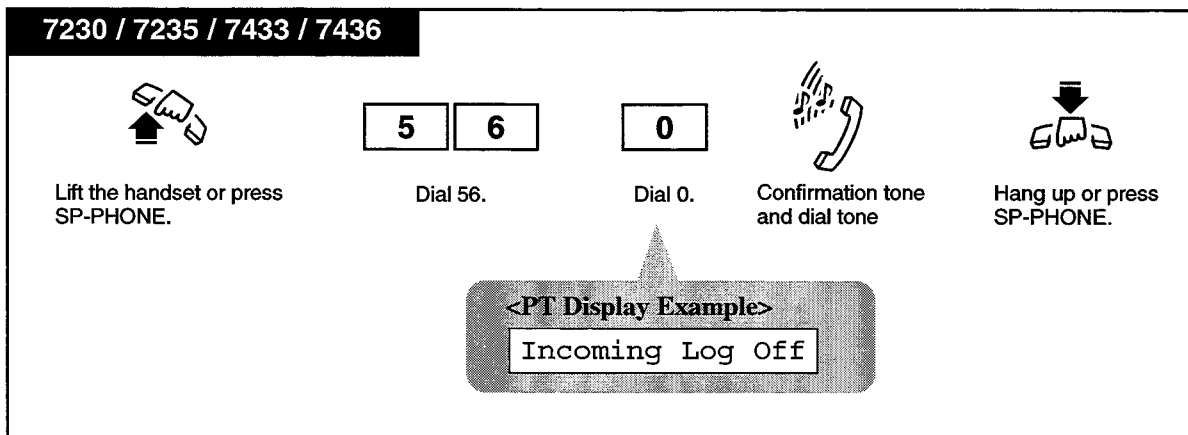 7230 / 7235 / 7433 / 7436
5 6 0
Lift the handset or press
SP-PHONE.
Dial 56.
Dial 0.
Confirmation tone
and dial tone
Hang up or press
SP-PHONE.
<PT Display Example>
Incoming Log Off